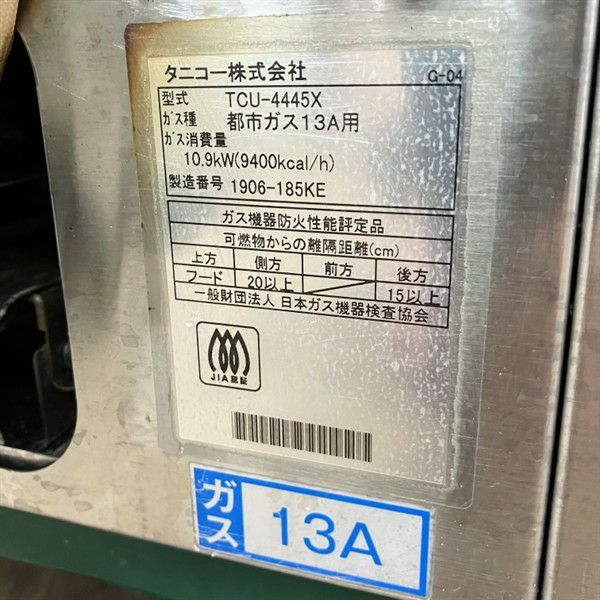 タニコー株式会社
G-04
型式 TCU-4445X
ガス種 都市ガス13A用
ガス消費量
10.9kW(9400kcal/h)
製造番号 1906-185KE
ガス機器防火性能評定品
可燃物からの離隔距離(cm)
上方 側方 前方 後方
フード 20以上 15以上
一般財団法人 日本ガス機器検査協会
JIA認証
ガス 13A